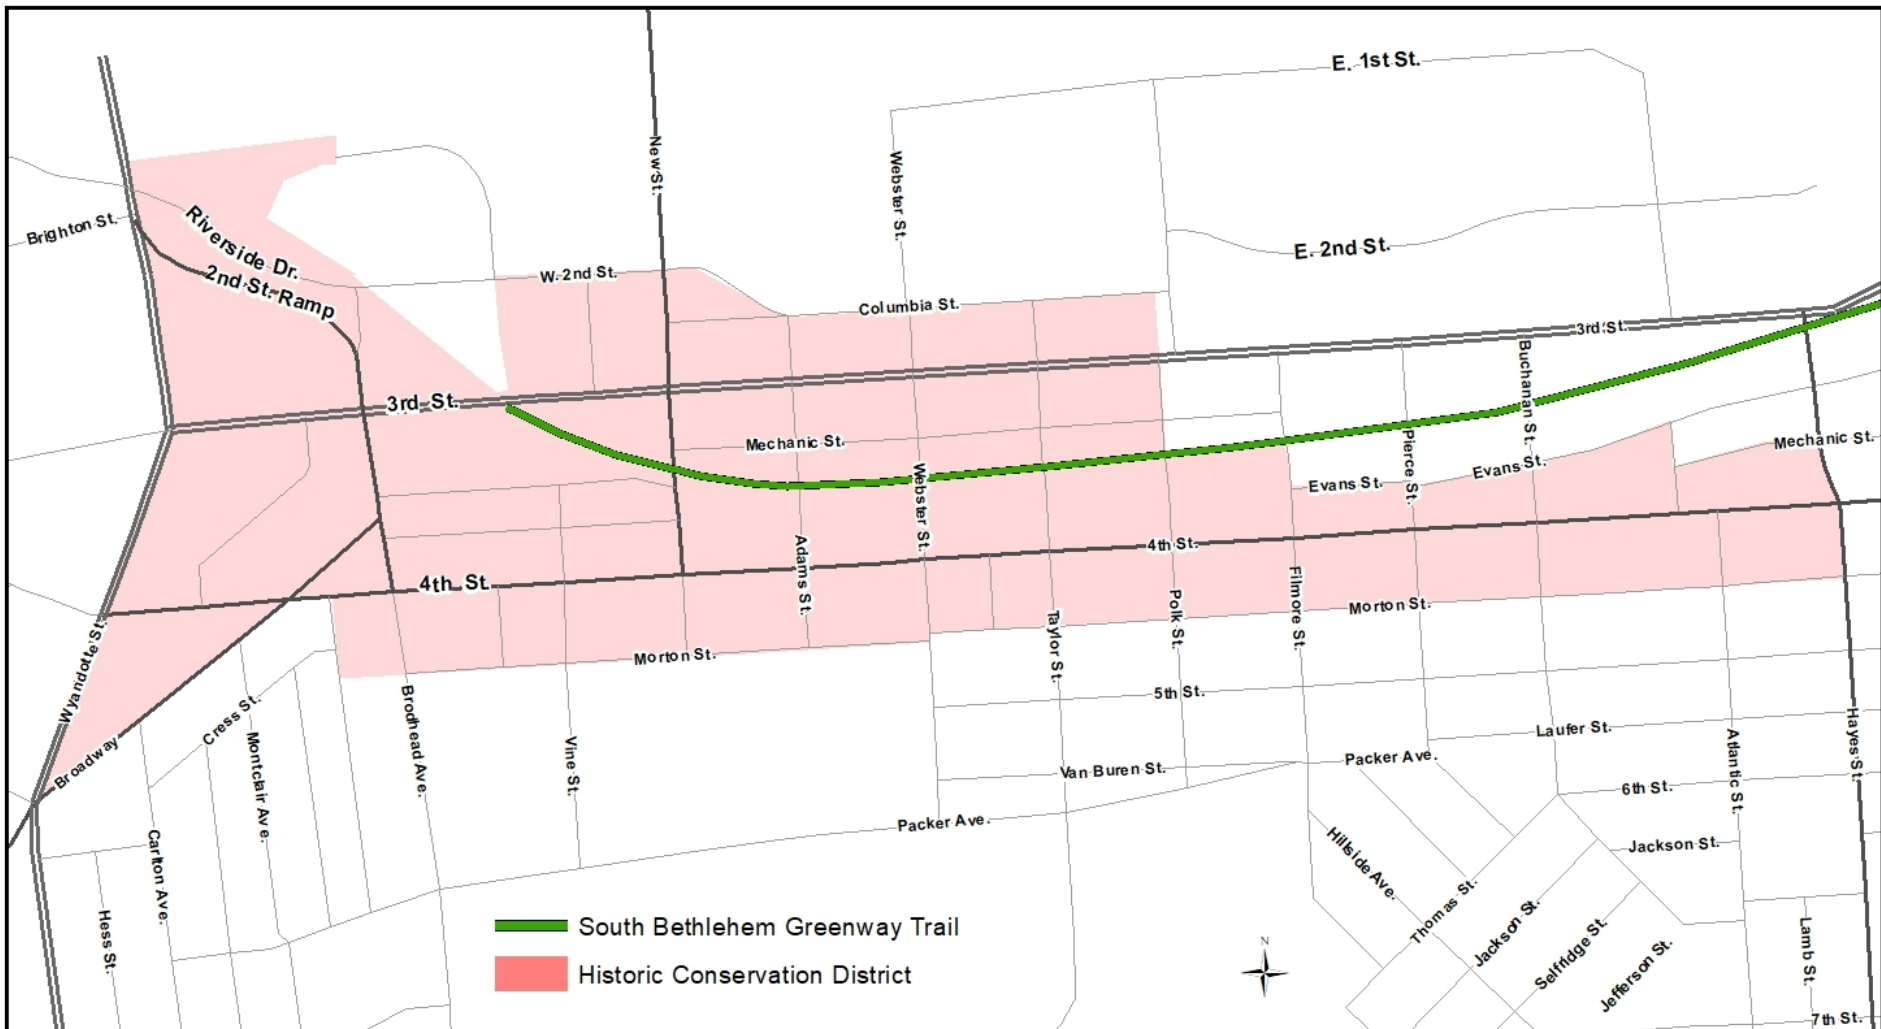 E. 1st St.
New St.
Webster St.
Brighton St.
Riverside Dr.
2nd St. Ramp
E. 2nd St.
W. 2nd St.
Columbia St.
3rd St.
3rd St.
Buchanan St.
Mechanic St.
Mechanic St.
Pierce St.
Evans St.
Evans St.
Webster St.
Adams St.
4th St.
4th St.
Filmore St.
Polk St.
Taylor St.
Morton St.
Morton St.
Wyandotte St.
Broadway
Cress St.
Montclair Ave.
Brodhead Ave.
Vine St.
5th St.
Laufer St.
Hayes St.
Atlantic St.
Van Buren St.
Packer Ave.
6th St.
Packer Ave.
Carlton Ave.
Hillside Ave.
Jackson St.
Hess St.
Thomas St.
Jackson St.
Selfridge St.
Jefferson St.
Lamb St.
7th St.
N
South Bethlehem Greenway Trail
Historic Conservation District